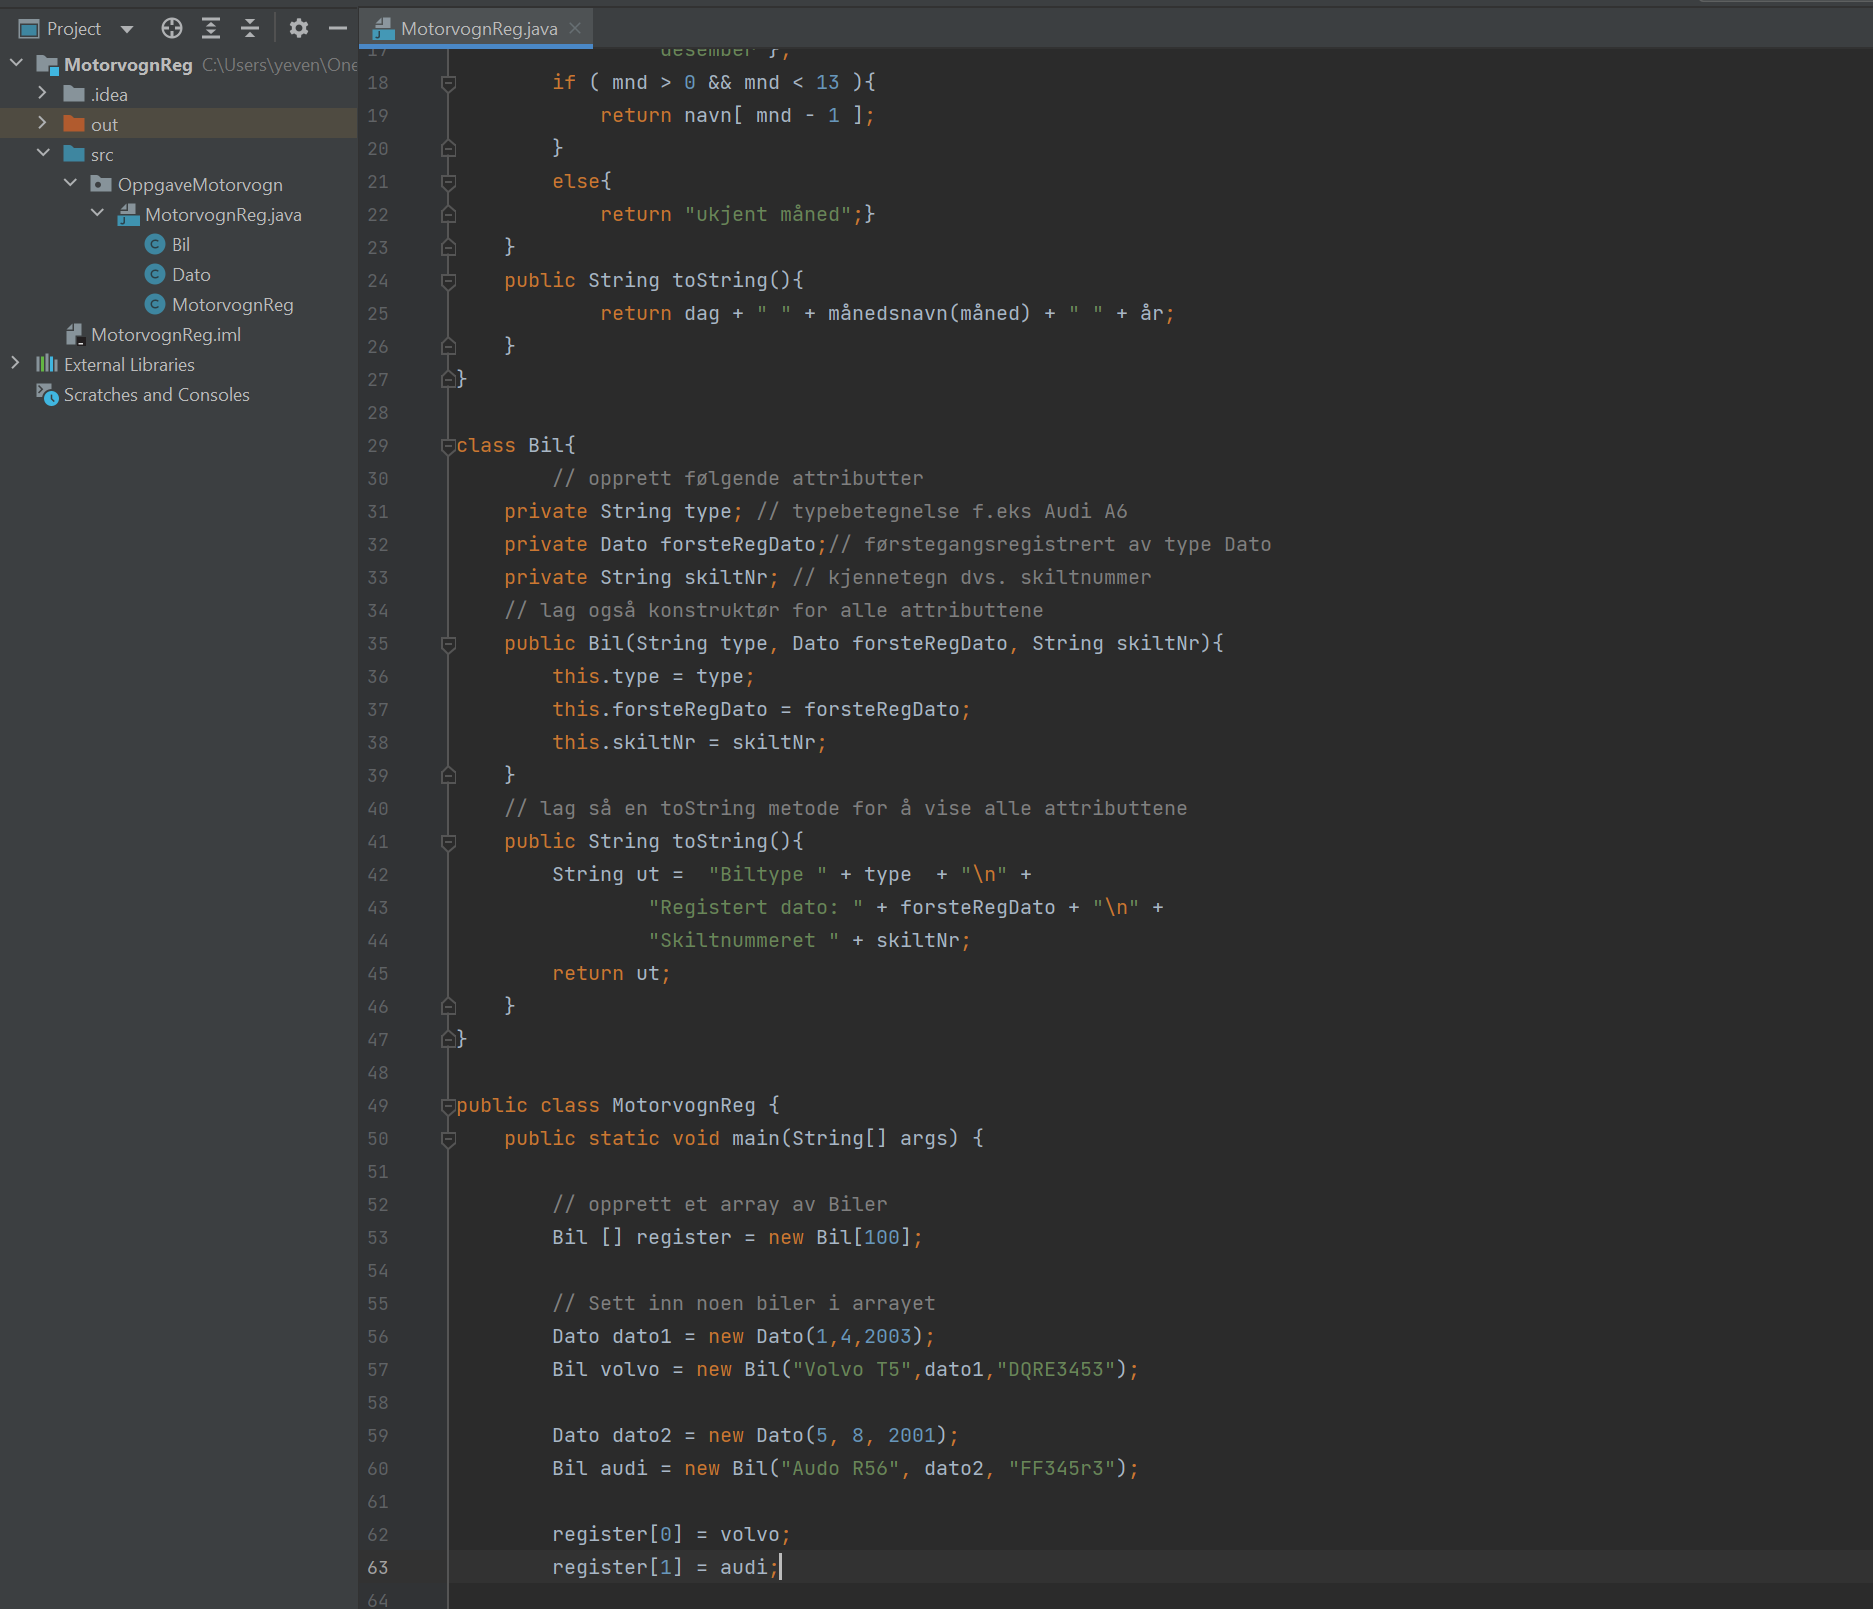 Project
MotorvognReg.java
MotorvognReg C:\Users\yeven\One
.idea
out
src
OppgaveMotorvogn
MotorvognReg.java
Bil
Dato
MotorvognReg
MotorvognReg.iml
External Libraries
Scratches and Consoles
17 desember"};
18 if ( mnd > 0 && mnd < 13 ){
19 return navn[ mnd - 1 ];
20 }
21 else{
22 return "ukjent måned";}
23 }
24 public String toString(){
25 return dag + " " + månedsnavn(måned) + " " + år;
26 }
27 }
28
29 class Bil{
30 // opprett følgende attributter
31 private String type; // typebetegnelse f.eks Audi A6
32 private Dato forsteRegDato;// førstegangsregistrert av type Dato
33 private String skiltNr; // kjennetegn dvs. skiltnummer
34 // lag også konstruktør for alle attributtene
35 public Bil(String type, Dato forsteRegDato, String skiltNr){
36 this.type = type;
37 this.forsteRegDato = forsteRegDato;
38 this.skiltNr = skiltNr;
39 }
40 // lag så en toString metode for å vise alle attributtene
41 public String toString(){
42 String ut =  "Biltype " + type  + "\n" +
43 "Registert dato: " + forsteRegDato + "\n" +
44 "Skiltnummeret " + skiltNr;
45 return ut;
46 }
47 }
48
49 public class MotorvognReg {
50 public static void main(String[] args) {
51
52 // opprett et array av Biler
53 Bil [] register = new Bil[100];
54
55 // Sett inn noen biler i arrayet
56 Dato dato1 = new Dato(1,4,2003);
57 Bil volvo = new Bil("Volvo T5",dato1,"DQRE3453");
58
59 Dato dato2 = new Dato(5, 8, 2001);
60 Bil audi = new Bil("Audo R56", dato2, "FF345r3");
61
62 register[0] = volvo;
63 register[1] = audi;
64